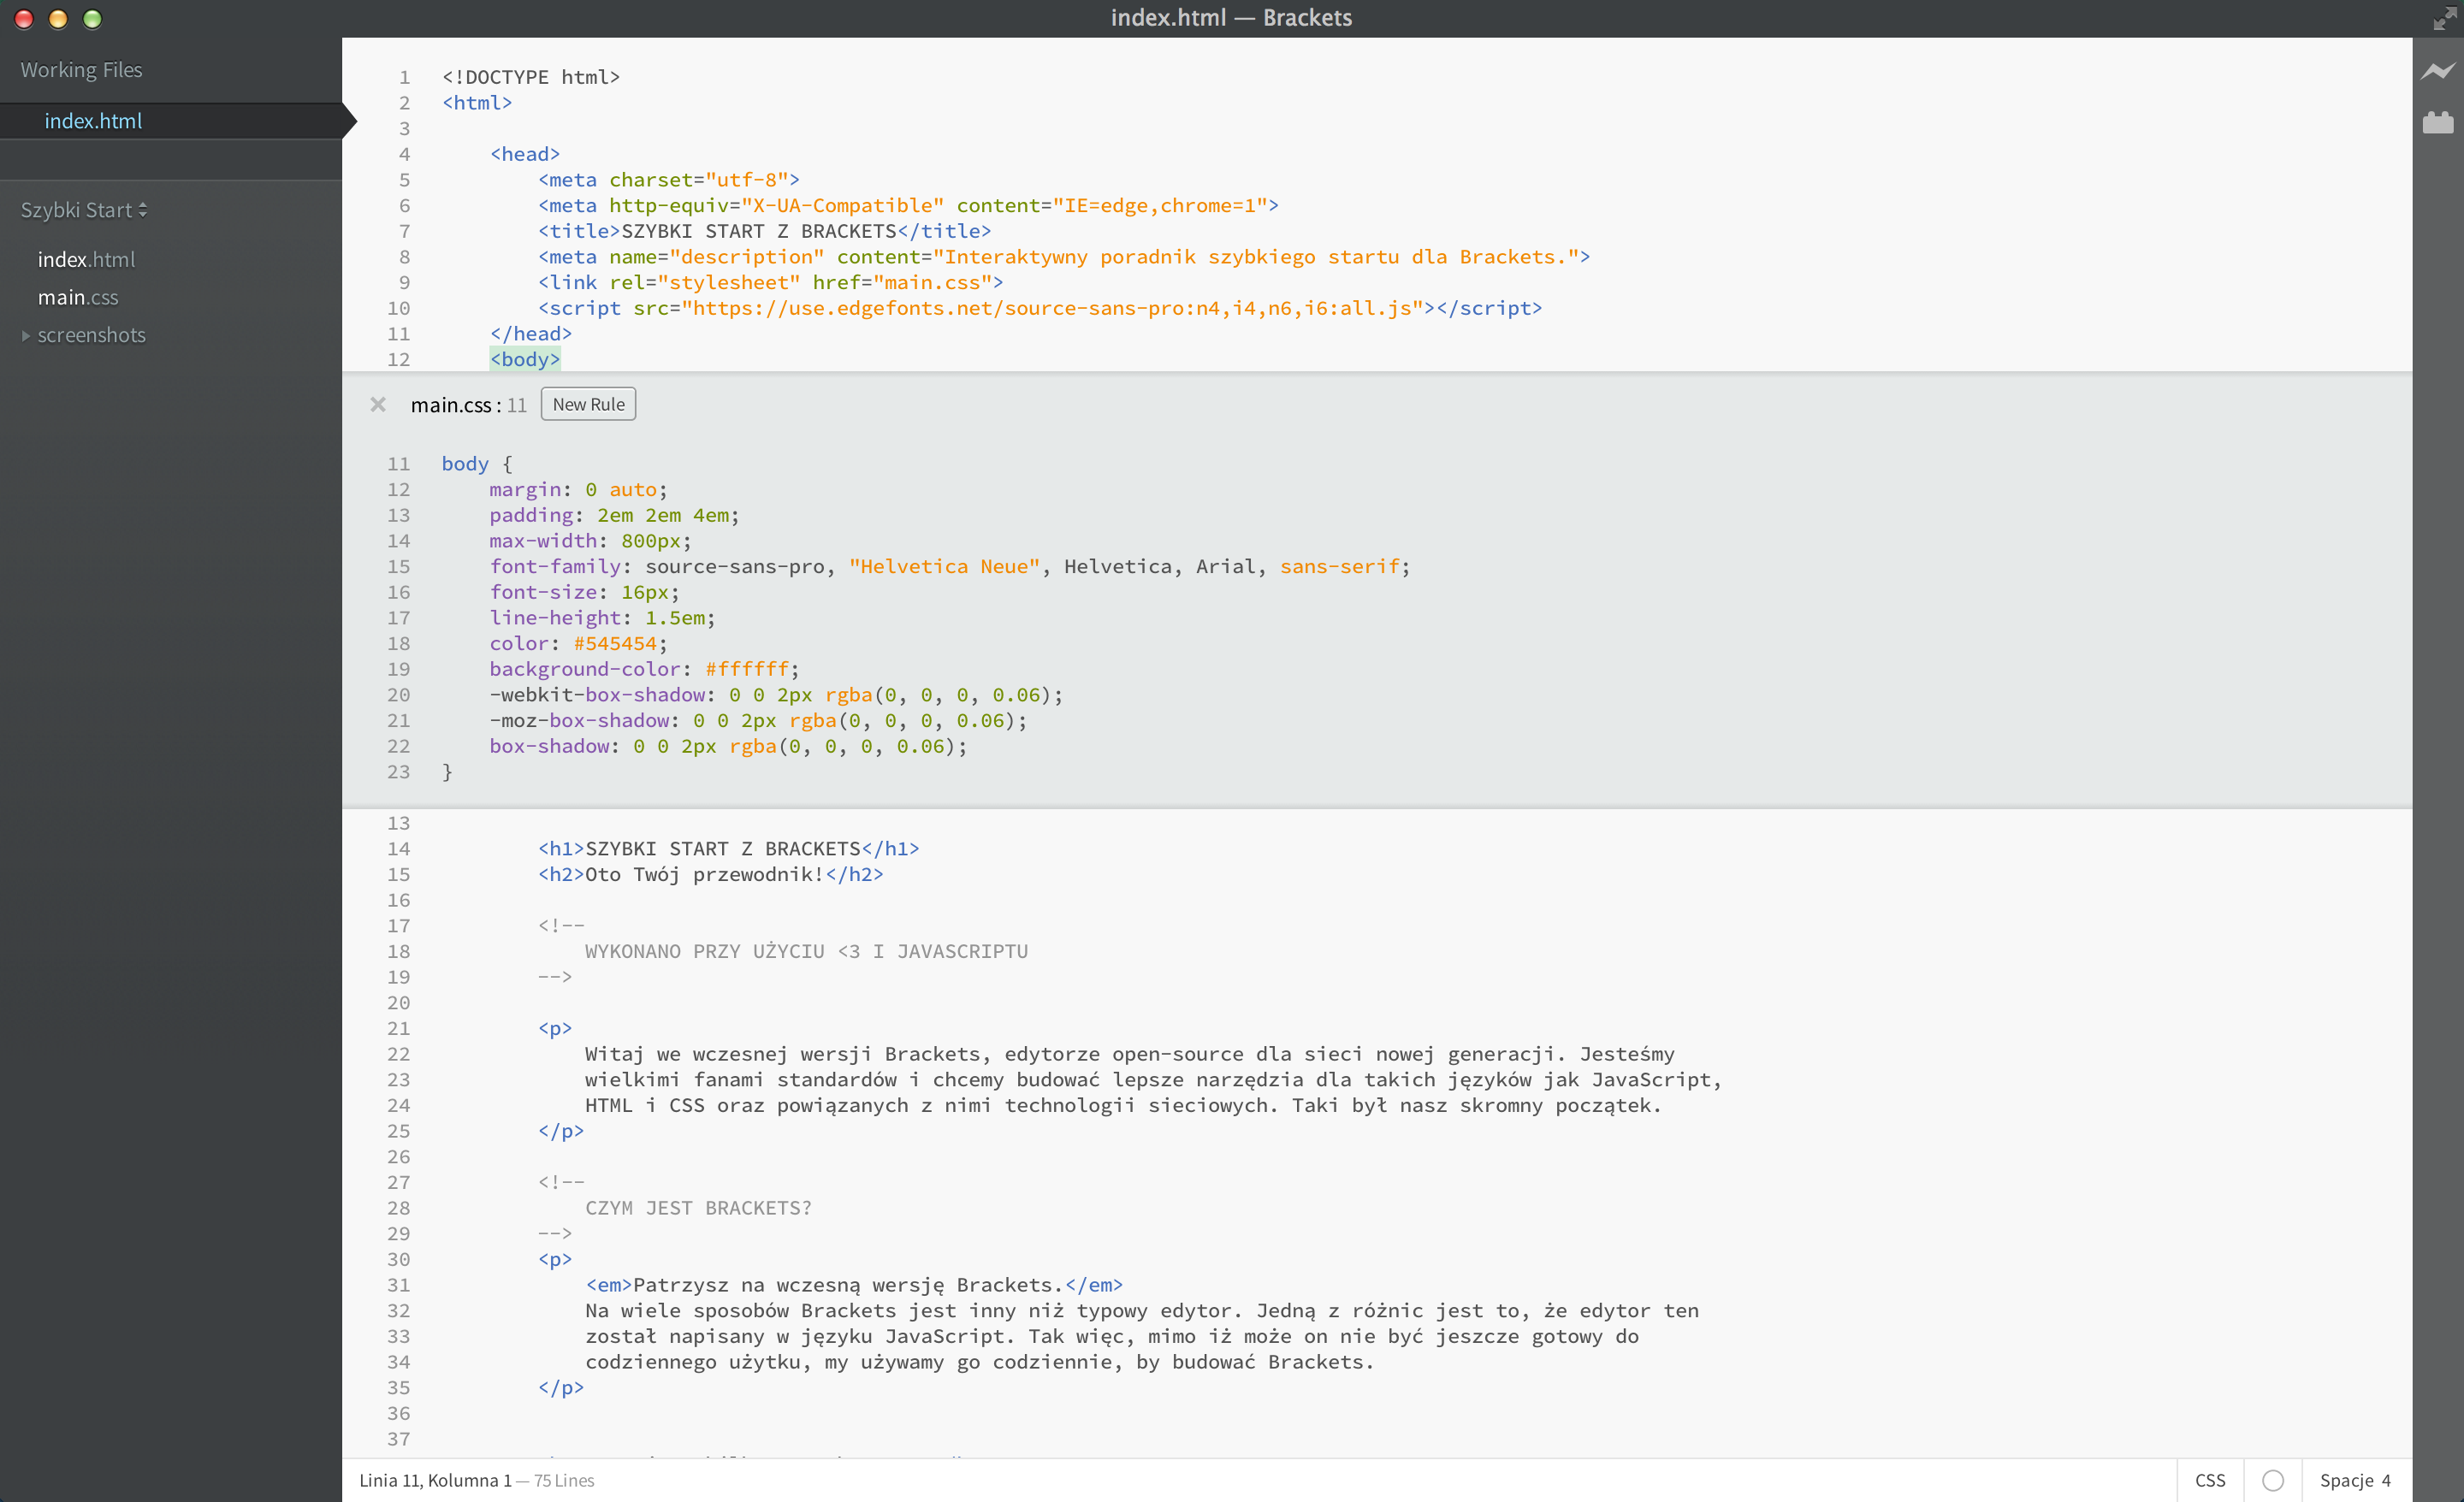 index.html — Brackets
Working Files
index.html
Szybki Start
index.html
main.css
screenshots
1 <!DOCTYPE html>
2 <html>
3
4 <head>
5 <meta charset="utf-8">
6 <meta http-equiv="X-UA-Compatible" content="IE=edge,chrome=1">
7 <title>SZYBKI START Z BRACKETS</title>
8 <meta name="description" content="Interaktywny poradnik szybkiego startu dla Brackets.">
9 <link rel="stylesheet" href="main.css">
10 <script src="https://use.edgefonts.net/source-sans-pro:n4,i4,n6,i6:all.js"></script>
11 </head>
12 <body>
main.css : 11 New Rule
11 body {
12 margin: 0 auto;
13 padding: 2em 2em 4em;
14 max-width: 800px;
15 font-family: source-sans-pro, "Helvetica Neue", Helvetica, Arial, sans-serif;
16 font-size: 16px;
17 line-height: 1.5em;
18 color: #545454;
19 background-color: #ffffff;
20 -webkit-box-shadow: 0 0 2px rgba(0, 0, 0, 0.06);
21 -moz-box-shadow: 0 0 2px rgba(0, 0, 0, 0.06);
22 box-shadow: 0 0 2px rgba(0, 0, 0, 0.06);
23 }
13
14 <h1>SZYBKI START Z BRACKETS</h1>
15 <h2>Oto Twój przewodnik!</h2>
16
17 <!--
18 WYKONANO PRZY UŻYCIU <3 I JAVASCRIPTU
19 -->
20
21 <p>
22 Witaj we wczesnej wersji Brackets, edytorze open-source dla sieci nowej generacji. Jesteśmy
23 wielkimi fanami standardów i chcemy budować lepsze narzędzia dla takich języków jak JavaScript,
24 HTML i CSS oraz powiązanych z nimi technologii sieciowych. Taki był nasz skromny początek.
25 </p>
26
27 <!--
28 CZYM JEST BRACKETS?
29 -->
30 <p>
31 <em>Patrzysz na wczesną wersję Brackets.</em>
32 Na wiele sposobów Brackets jest inny niż typowy edytor. Jedną z różnic jest to, że edytor ten
33 został napisany w języku JavaScript. Tak więc, mimo iż może on nie być jeszcze gotowy do
34 codziennego użytku, my używamy go codziennie, by budować Brackets.
35 </p>
36
37
Linia 11, Kolumna 1 — 75 Lines
CSS
Spacje 4